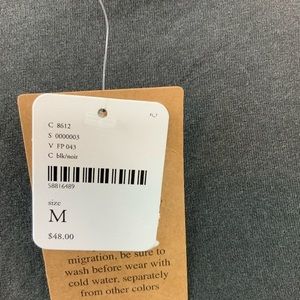 C 8612
S 0000003
V FP 043
C blk/noir
58816489
size
M
$48.00
migration, be sure to
wash before wear with
cold water, separately
from other colors